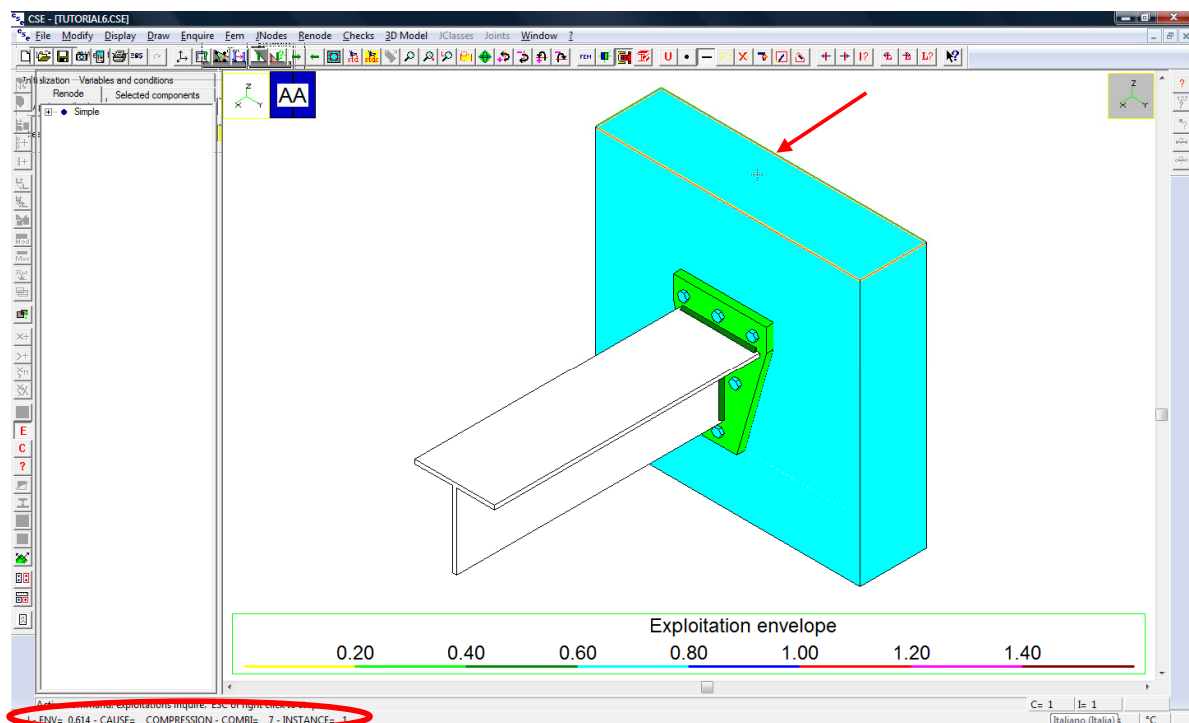 CSE - [TUTORIAL6.CSE]
File Modify Display Draw Enquire Fem JNodes Renode Checks 3D Model JClasses Joints Window ?
Variables and conditions
Renode Selected components
Simple
AA
Z
X Y
Z
X Y
Exploitation envelope
0.20 0.40 0.60 0.80 1.00 1.20 1.40
ENV= 0.614 - CAUSE= COMPRESSION - COMBI= 7 - INSTANCE= 1
C= 1 I= 1
Italiano (Italia) °C